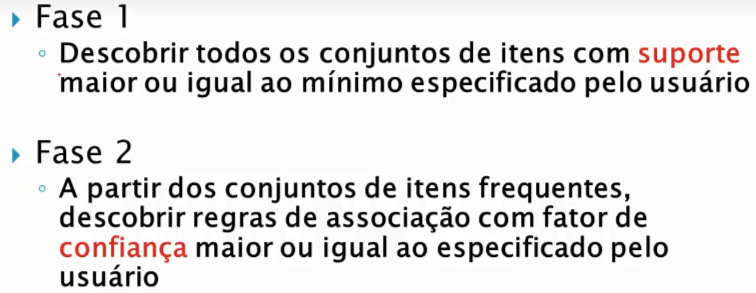 Fase 1
Descobrir todos os conjuntos de itens com suporte
maior ou igual ao mínimo especificado pelo usuário
Fase 2
A partir dos conjuntos de itens frequentes,
descobrir regras de associação com fator de
confiança maior ou igual ao especificado pelo
usuário